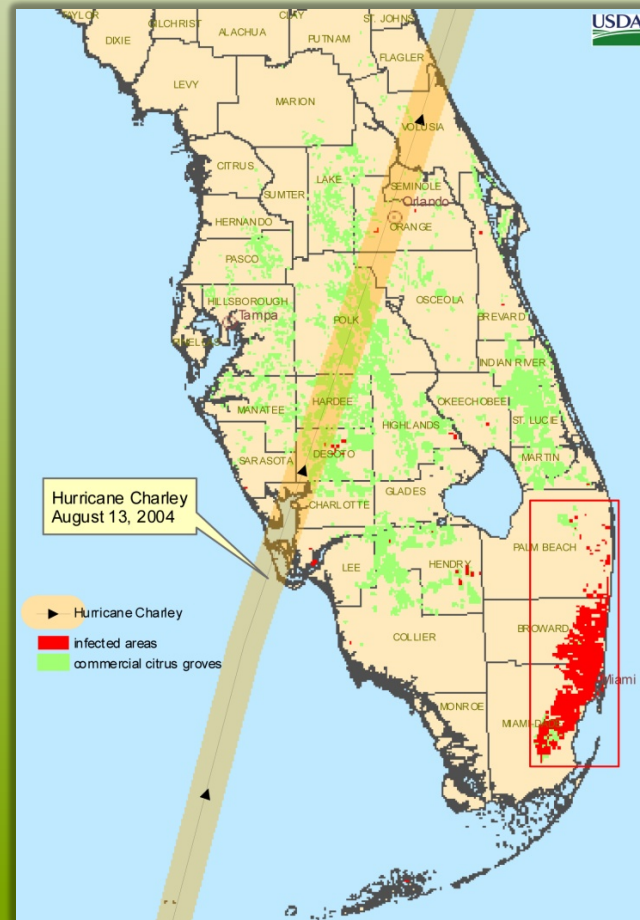 TAYLOR
GILCHRIST
CLAY
ST. JOHNS
USDA
DIXIE
ALACHUA
PUTNAM
FLAGLER
LEVY
MARION
VOLUSIA
CITRUS
LAKE
SUMTER
SEMINOLE
Orlando
HERNANDO
ORANGE
PASCO
OSCEOLA
HILLSBOROUGH
Tampa
POLK
BREVARD
INDIAN RIVER
HARDEE
OKEECHOBEE
MANATEE
HIGHLANDS
ST. LUCIE
DESOTO
SARASOTA
MARTIN
Hurricane Charley
August 13, 2004
CHARLOTTE
GLADES
PALM BEACH
LEE
HENDRY
Hurricane Charley
BROWARD
infected areas
COLLIER
commercial citrus groves
Miami
MONROE